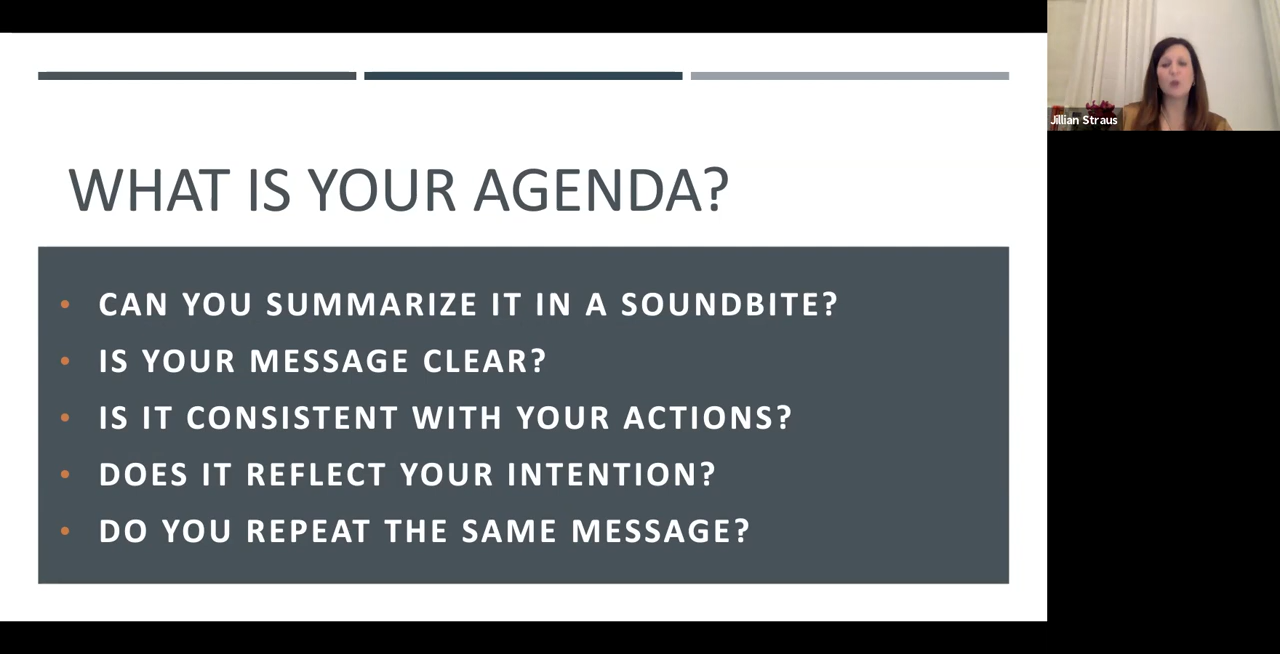 WHAT IS YOUR AGENDA?
• CAN YOU SUMMARIZE IT IN A SOUNDBITE?
• IS YOUR MESSAGE CLEAR?
• IS IT CONSISTENT WITH YOUR ACTIONS?
• DOES IT REFLECT YOUR INTENTION?
• DO YOU REPEAT THE SAME MESSAGE?
Jillian Straus